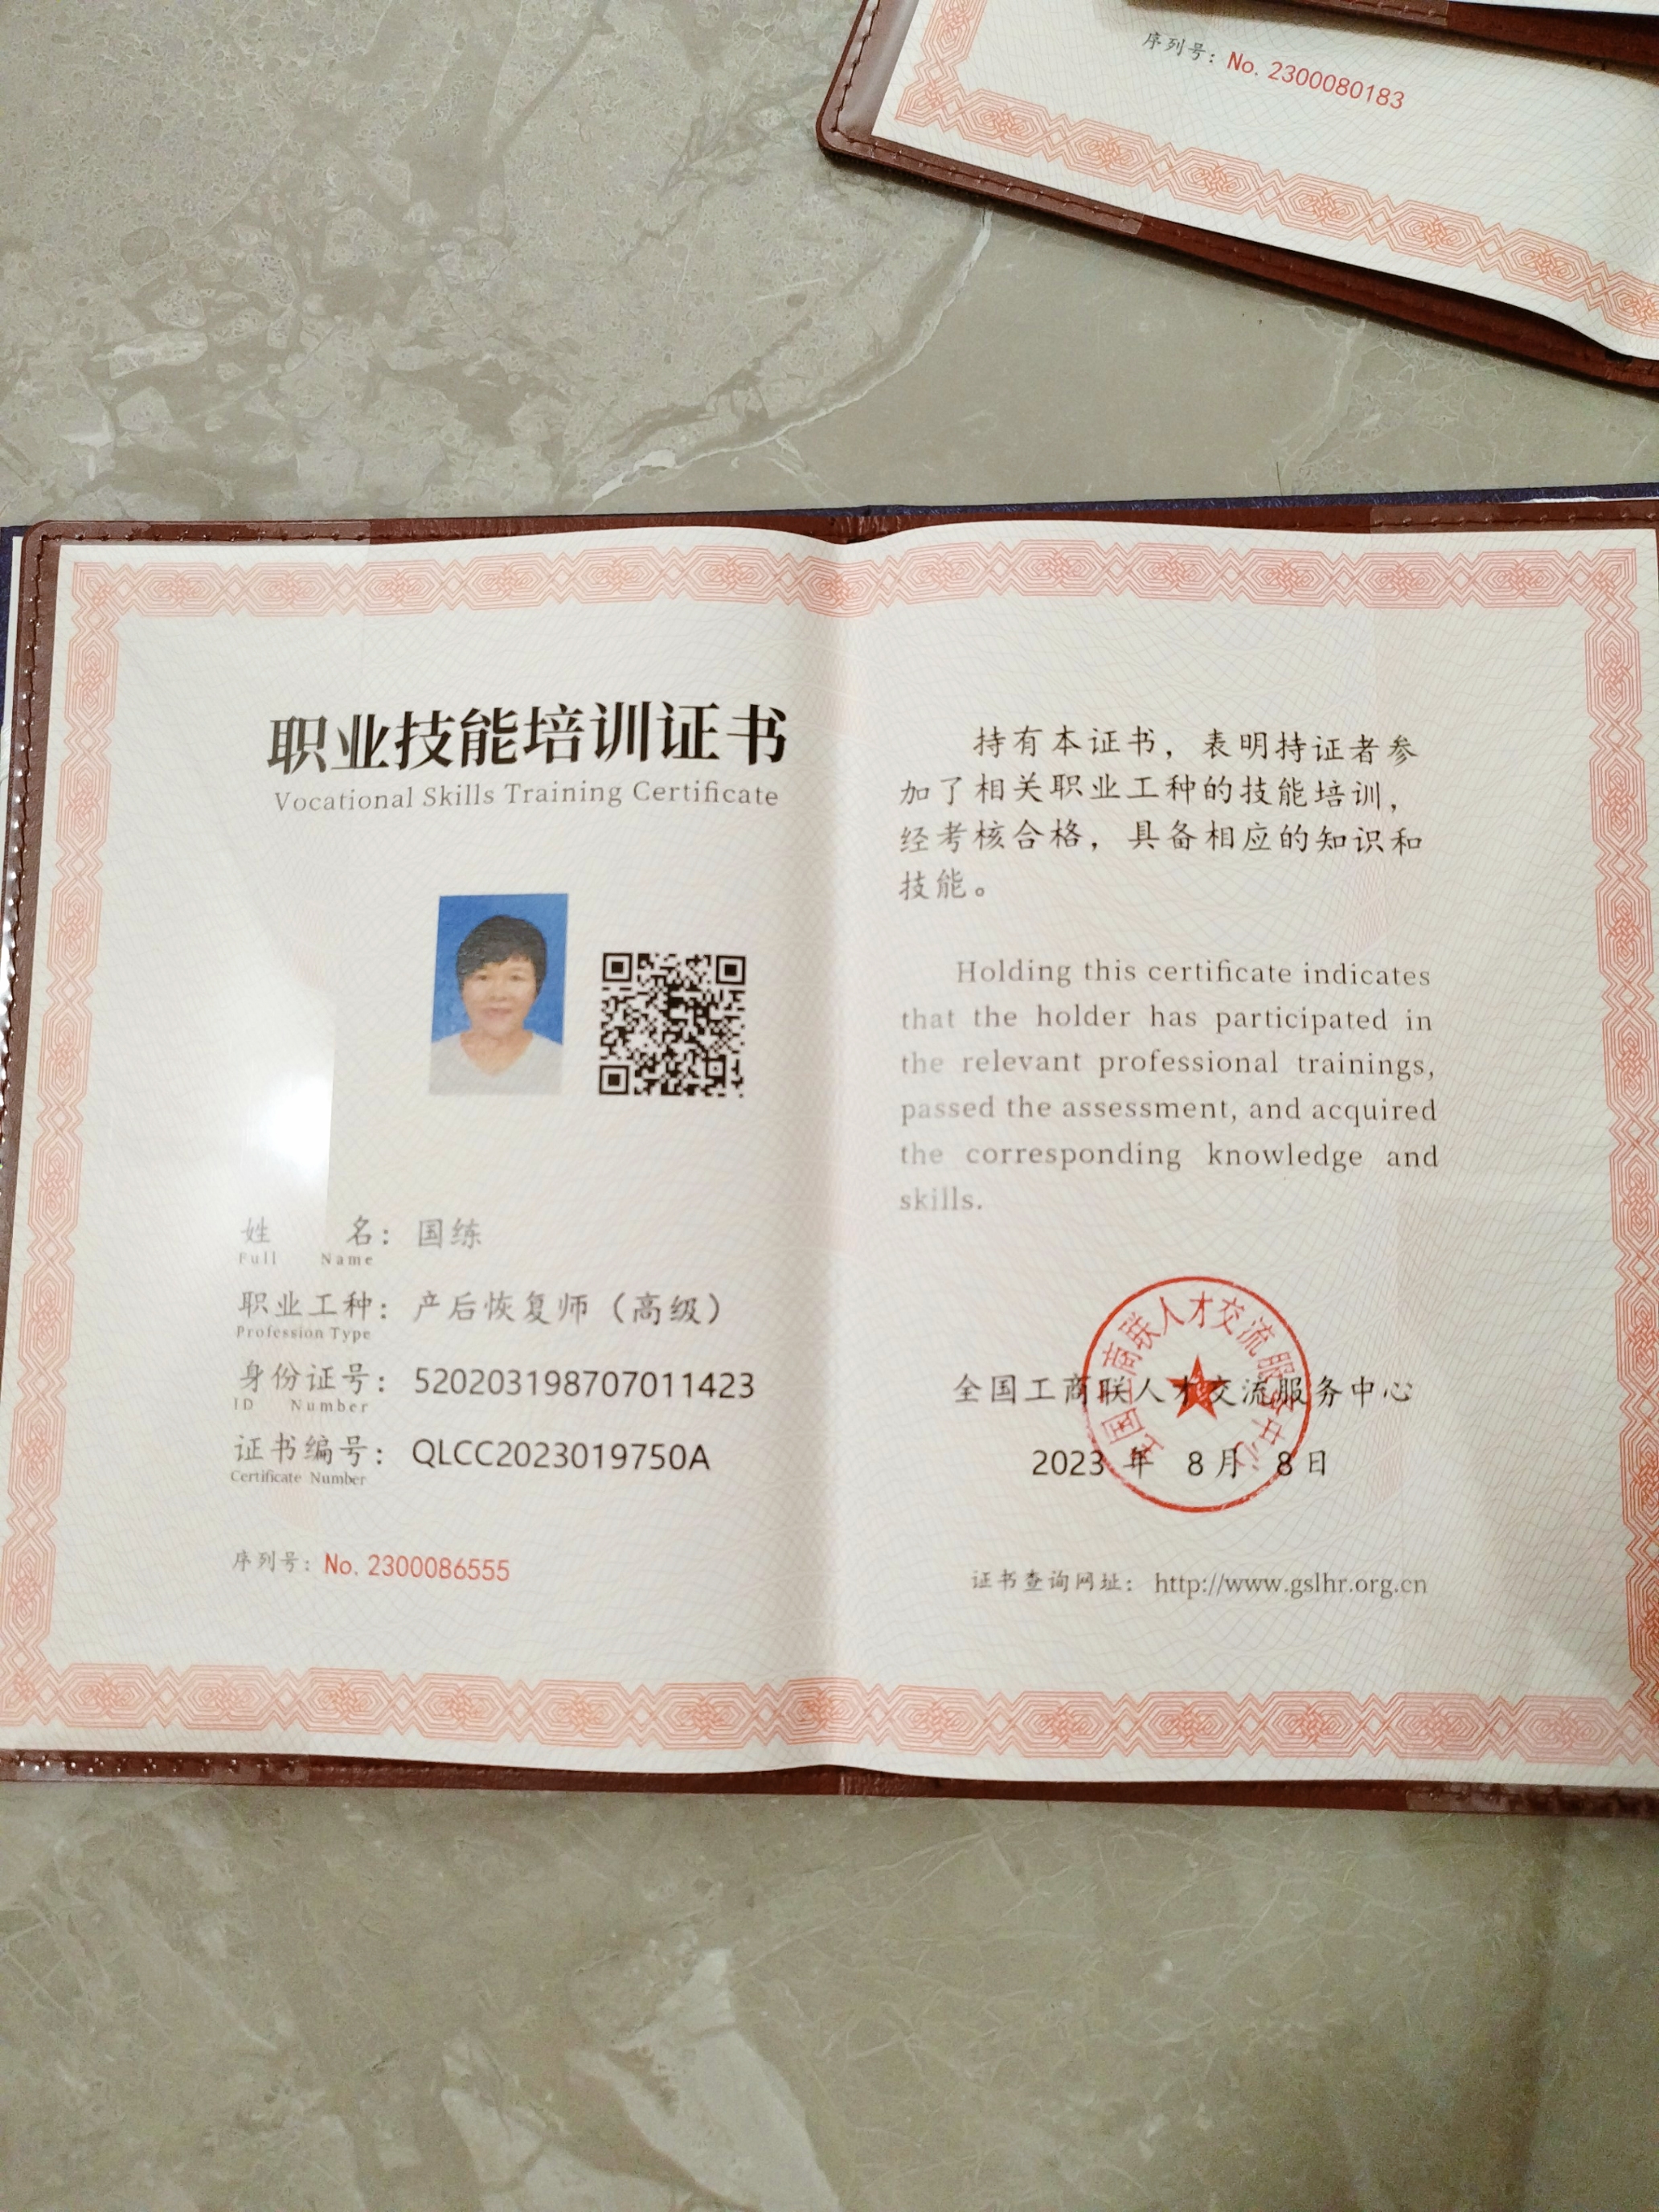 序列号：No. 2300080183
职业技能培训证书
Vocational Skills Training Certificate
姓 名：国练
Full Name
职业工种：产后恢复师（高级）
Profession Type
身份证号：520203198707011423
ID Number
证书编号：QLCC2023019750A
Certificate Number
序列号：No. 2300086555
持有本证书，表明持证者参
加了相关职业工种的技能培训，
经考核合格，具备相应的知识和
技能。
Holding this certificate indicates
that the holder has participated in
the relevant professional trainings,
passed the assessment, and acquired
the corresponding knowledge and
skills.
全国工商联人才交流服务中心
全国工商联人才交流服务中心
2023 年 8 月 8 日
证书查询网址：http://www.gslhr.org.cn